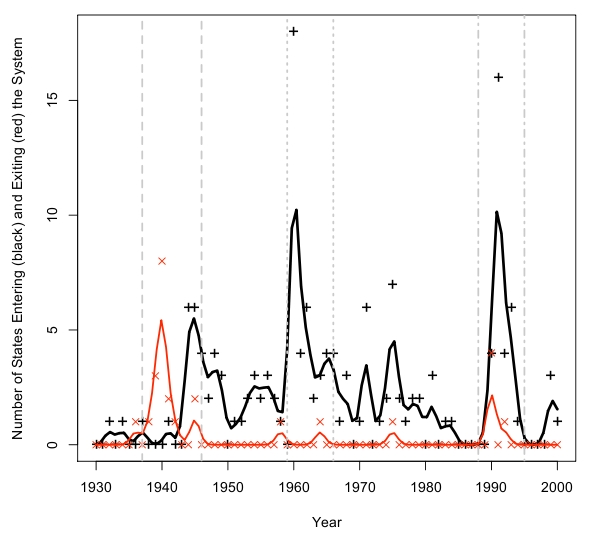 Number of States Entering (black) and Exiting (red) the System
15
10
5
0
1930 1940 1950 1960 1970 1980 1990 2000
Year